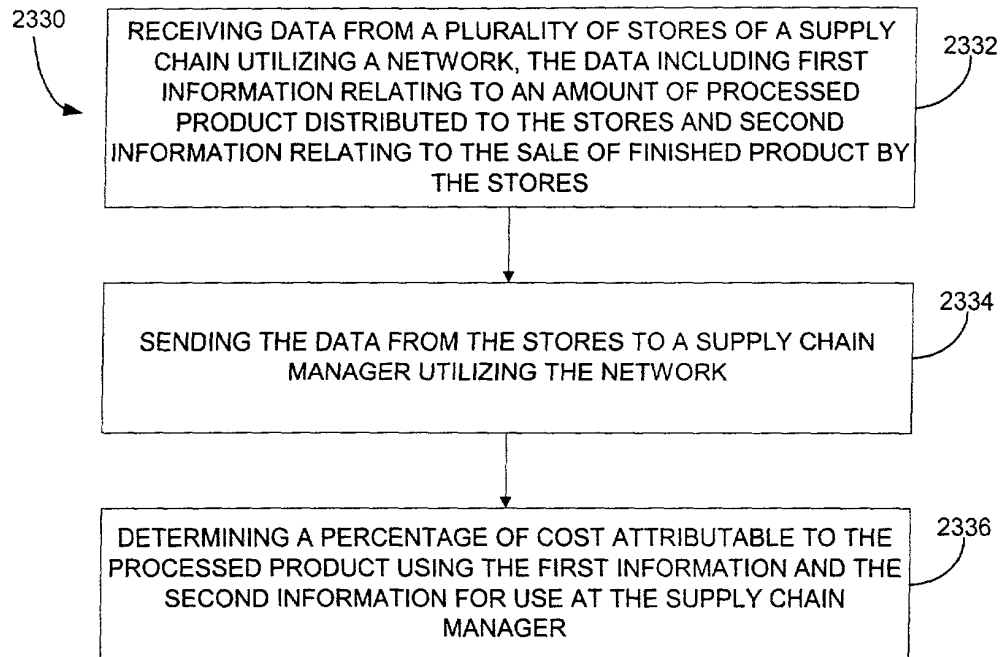 2330
RECEIVING DATA FROM A PLURALITY OF STORES OF A SUPPLY
CHAIN UTILIZING A NETWORK, THE DATA INCLUDING FIRST
INFORMATION RELATING TO AN AMOUNT OF PROCESSED
PRODUCT DISTRIBUTED TO THE STORES AND SECOND
INFORMATION RELATING TO THE SALE OF FINISHED PRODUCT BY
THE STORES
2332
SENDING THE DATA FROM THE STORES TO A SUPPLY CHAIN
MANAGER UTILIZING THE NETWORK
2334
DETERMINING A PERCENTAGE OF COST ATTRIBUTABLE TO THE
PROCESSED PRODUCT USING THE FIRST INFORMATION AND THE
SECOND INFORMATION FOR USE AT THE SUPPLY CHAIN
MANAGER
2336